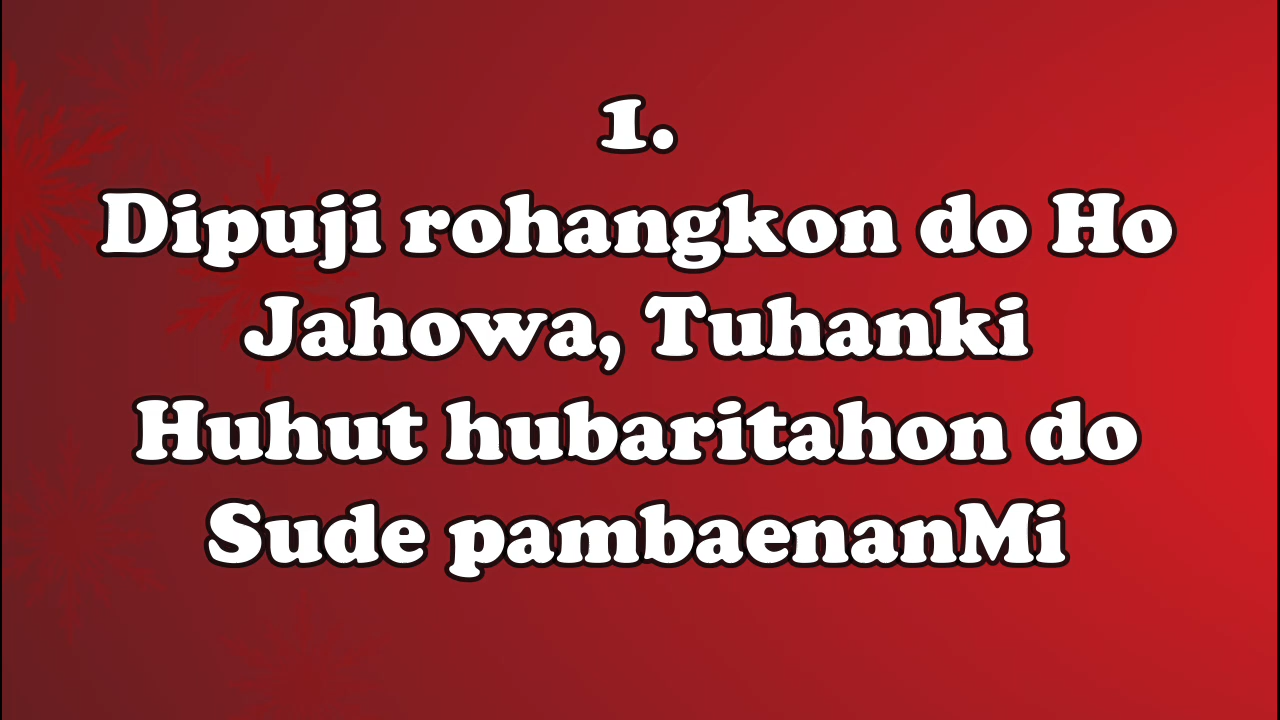 1.
Dipuji rohangkon do Ho
Jahowa, Tuhanki
Huhut hubaritahon do
Sude pambaenanMi